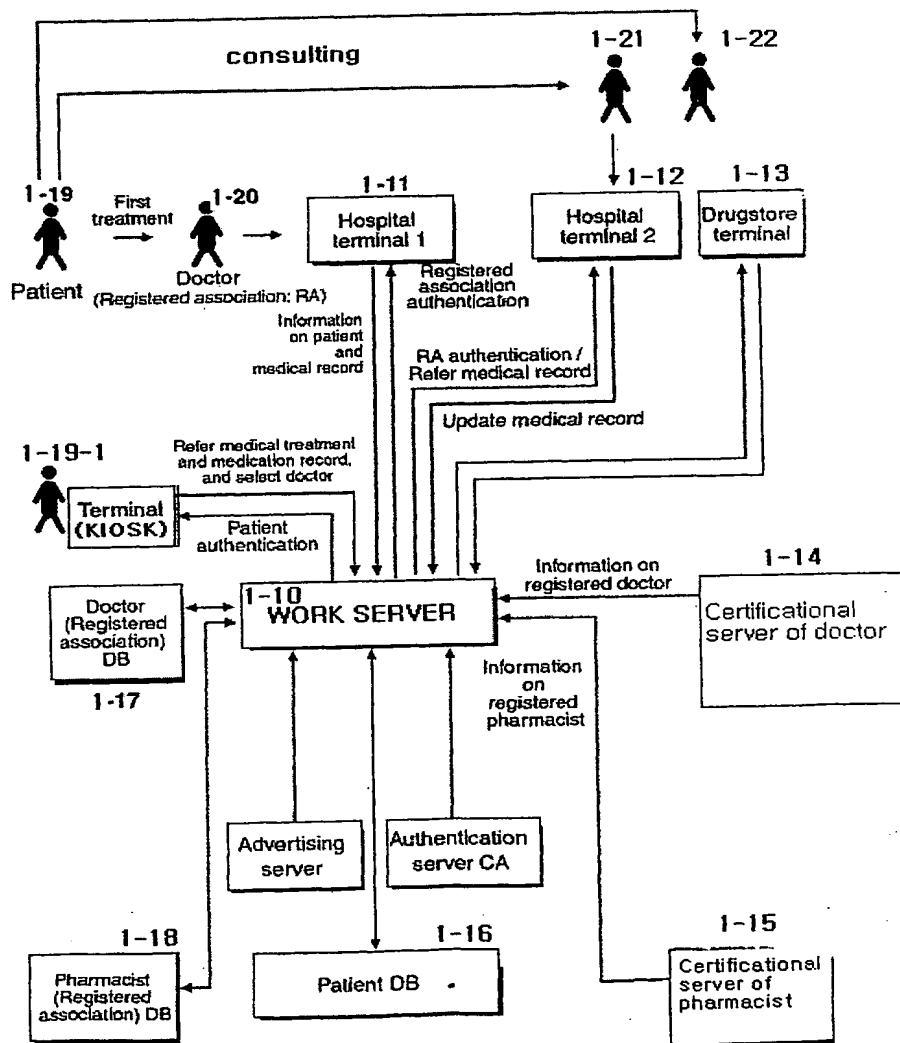 1-21
1-22
consulting
1-19
First
treatment
1-20
1-11
1-12
1-13
Hospital
terminal 1
Hospital
terminal 2
Drugstore
terminal
Patient
Doctor
(Registered association: RA)
Registered
association
authentication
Information
on patient
and
medical record
RA authentication /
Refer medical record
Update medical record
1-19-1
Refer medical treatment
and medication record,
and select doctor
Terminal
(KIOSK)
Patient
authentication
Information on
registered doctor
1-14
1-10
WORK SERVER
Doctor
(Registered
association)
DB
1-17
Certificational
server of doctor
Information
on
registered
pharmacist
Advertising
server
Authentication
server CA
1-18
1-16
1-15
Pharmacist
(Registered
association) DB
Patient DB
Certificational
server of
pharmacist